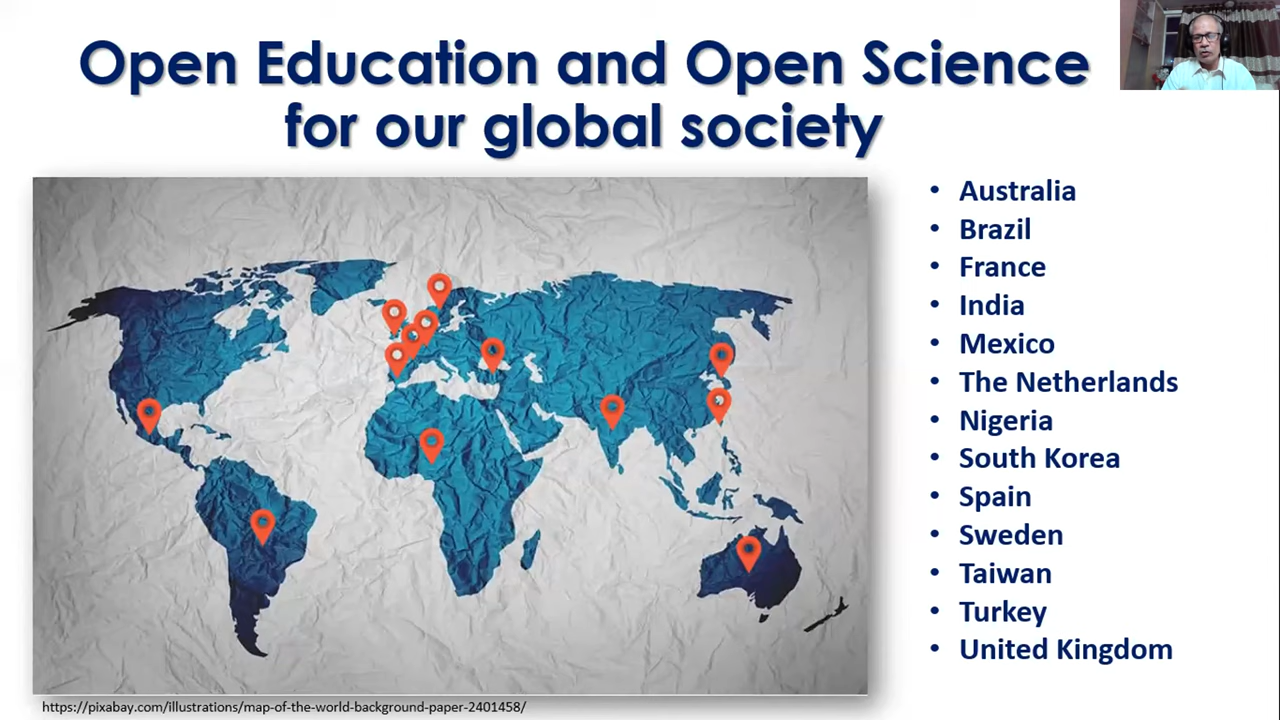 Open Education and Open Science
for our global society
• Australia
• Brazil
• France
• India
• Mexico
• The Netherlands
• Nigeria
• South Korea
• Spain
• Sweden
• Taiwan
• Turkey
• United Kingdom
https://pixabay.com/illustrations/map-of-the-world-background-paper-2401458/